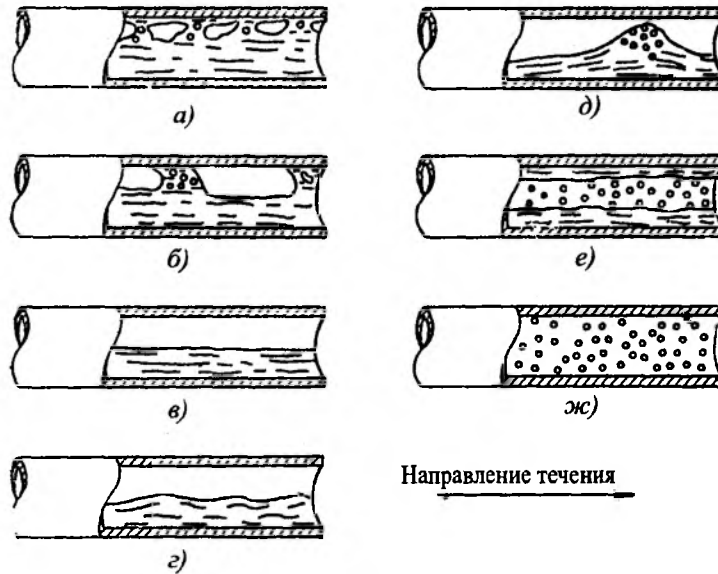 а)
д)
б)
е)
в)
ж)
г)
Направление течения